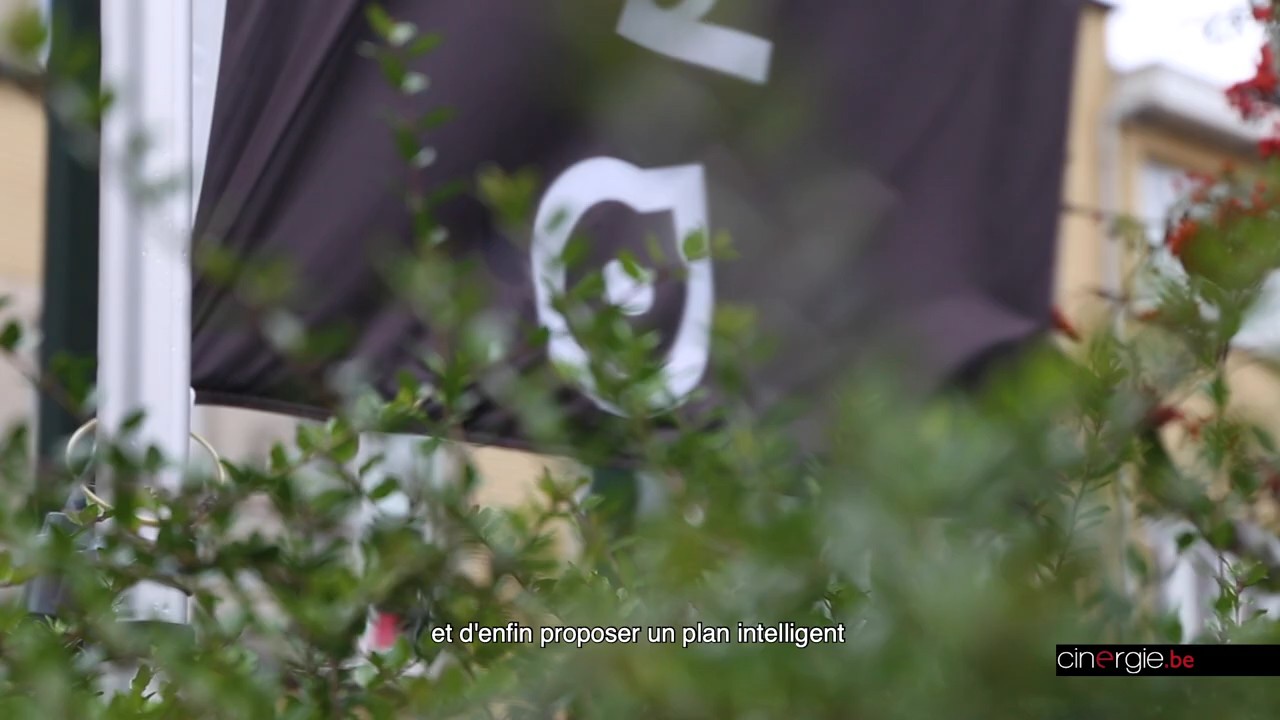 et d'enfin proposer un plan intelligent
cinergie.be